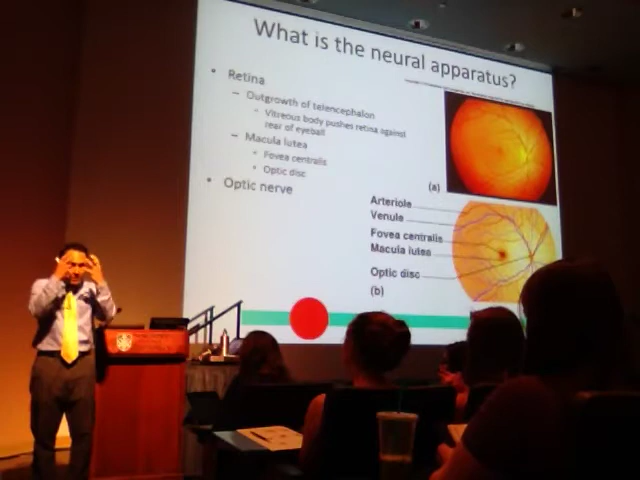 What is the neural apparatus?
• Retina
– Outgrowth of telencephalon
• Vitreous body pushes retina against
rear of eyeball
– Macula lutea
• Fovea centralis
• Optic disc
• Optic nerve
(a)
Arteriole
Venule
Fovea centralis
Macula lutea
Optic disc
(b)